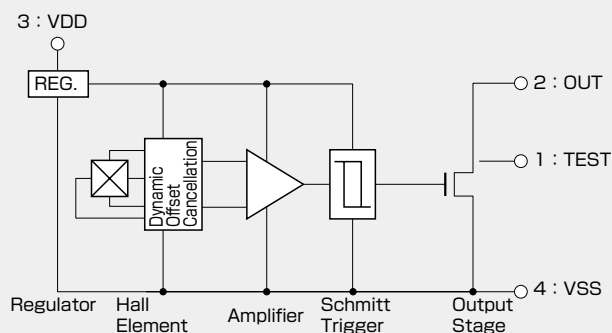 3 : VDD
REG.
2 : OUT
1 : TEST
Dynamic
Offset
Cancellation
4 : VSS
Regulator
Hall
Element
Amplifier
Schmitt
Trigger
Output
Stage